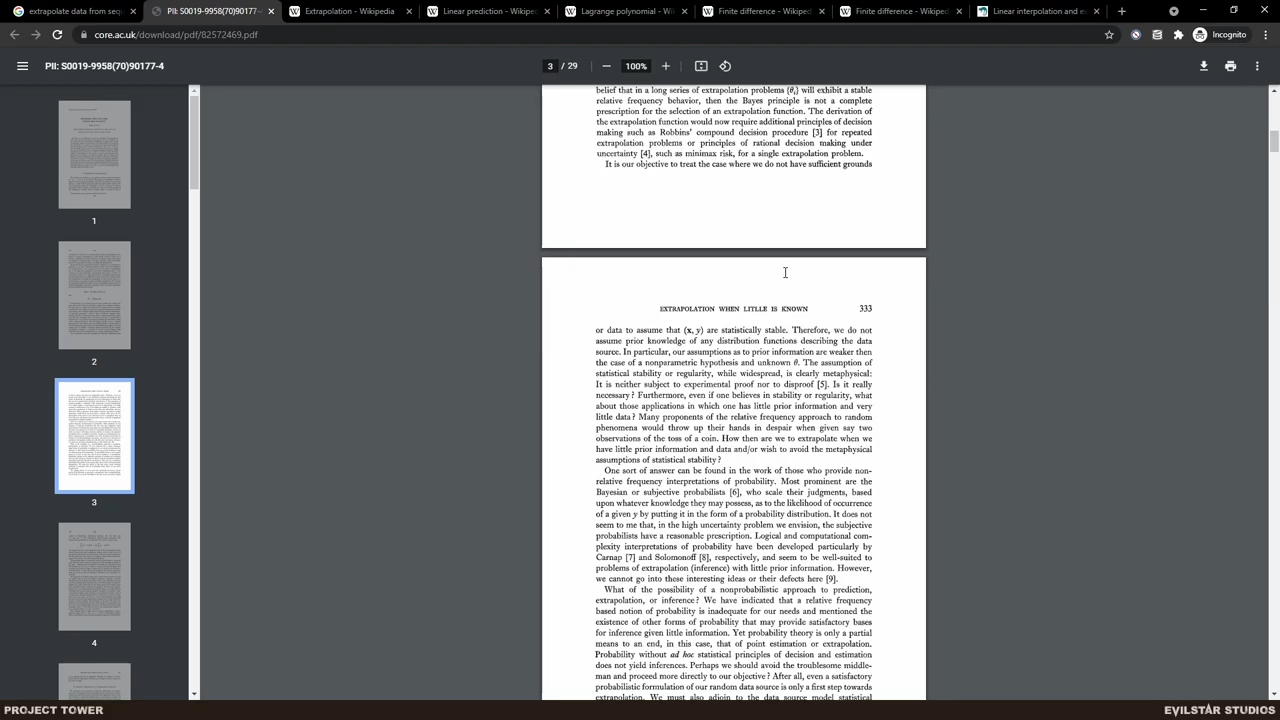 extrapolate data from seq
PII: S0019-9958(70)90177-4
Extrapolation - Wikipedia
Linear prediction - Wikipedia
Lagrange polynomial - Wikip
Finite difference - Wikipedia
Finite difference - Wikipedi
Linear interpolation and ex
core.ac.uk/download/pdf/82572469.pdf
Incognito
PII: S0019-9958(70)90177-4
3 / 29
100%
belief that in a long series of extrapolation problems {θi} will exhibit a stable
relative frequency behavior, then the Bayes principle is not a complete
prescription for the selection of an extrapolation function. The derivation of
the extrapolation function would now require additional principles of decision
making such as Robbins' compound decision procedure [3] for repeated
extrapolation problems or principles of rational decision making under
uncertainty [4], such as minimax risk, for a single extrapolation problem.
It is our objective to treat the case where we do not have sufficient grounds
EXTRAPOLATION WHEN LITLLE IS KNOWN 333
or data to assume that (x, y) are statistically stable. Therefore, we do not
assume prior knowledge of any distribution functions describing the data
source. In particular, our assumptions as to prior information are weaker then
the case of a nonparametric hypothesis and unknown θ. The assumption of
statistical stability or regularity, while widespread, is clearly metaphysical:
It is neither subject to experimental proof nor to disproof [5]. Is it really
necessary? Furthermore, even if one believes in stability or regularity, what
about those applications in which one has little prior information and very
little data? Many proponents of the relative frequency approach to random
phenomena would throw up their hands in despair when given say two
observations of the toss of a coin. How then are we to extrapolate when we
have little prior information and data and/or wish to avoid the metaphysical
assumptions of statistical stability?
One sort of answer can be found in the work of those who provide non-
relative frequency interpretations of probability. Most prominent are the
Bayesian or subjective probabilists [6], who scale their judgments, based
upon whatever knowledge they may possess, as to the likelihood of occurrence
of a given y by putting it in the form of a probability distribution. It does not
seem to me that, in the high uncertainty problem we envision, the subjective
probabilists have a reasonable prescription. Logical and computational com-
plexity interpretations of probability have been developed particularly by
Carnap [7] and Solomonoff [8], respectively, and seem to be well-suited to
problems of extrapolation (inference) with little prior information. However,
we cannot go into these interesting ideas or their defects here [9].
What of the possibility of a nonprobabilistic approach to prediction,
extrapolation, or inference? We have indicated that a relative frequency
based notion of probability is inadequate for our needs and mentioned the
existence of other forms of probability that may provide satisfactory bases
for inference given little information. Yet probability theory is only a partial
means to an end, in this case, that of point estimation or extrapolation.
Probability without ad hoc statistical principles of decision and estimation
does not yield inferences. Perhaps we should avoid the troublesome middle-
man and proceed more directly to our objective? After all, even a satisfactory
probabilistic formulation of our random data source is only a first step towards
extrapolation. We must also adjoin to the data source model statistical
1
2
3
4
PROJECT TOWER
EVILSTAR STUDIOS